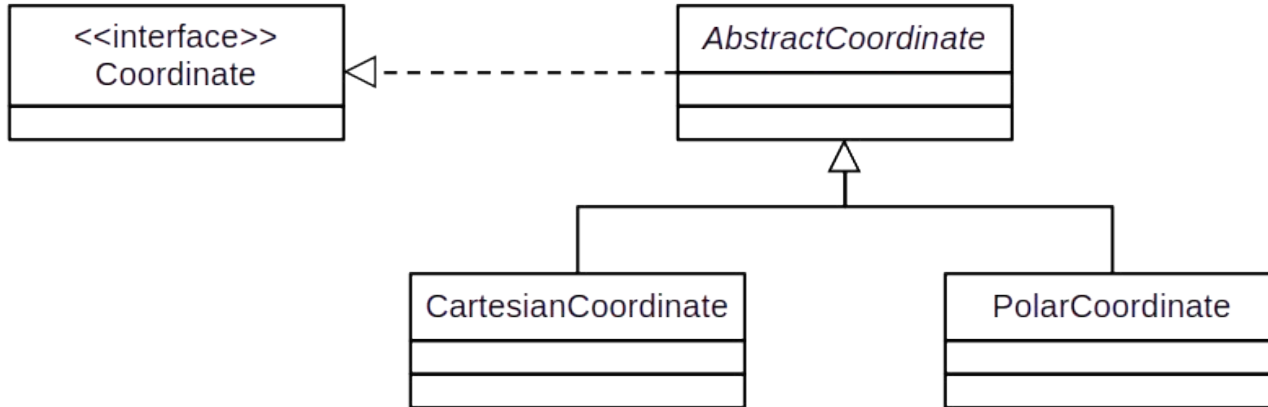 <<interface>>
Coordinate
AbstractCoordinate
CartesianCoordinate
PolarCoordinate